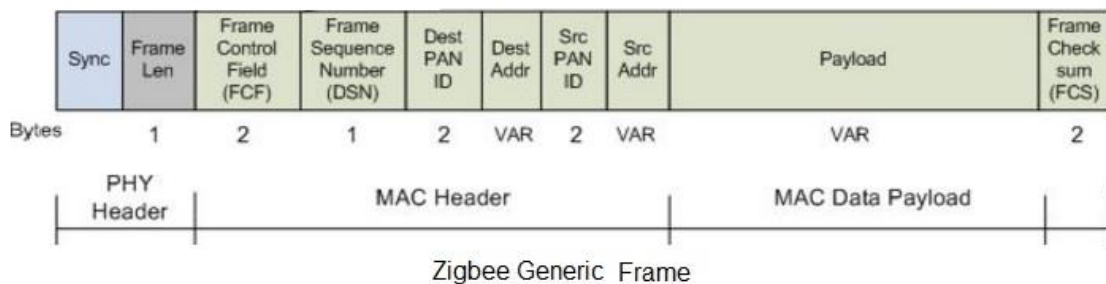 Sync
Frame
Len
Frame
Control
Field
(FCF)
Frame
Sequence
Number
(DSN)
Dest
PAN
ID
Dest
Addr
Src
PAN
ID
Src
Addr
Payload
Frame
Check
sum
(FCS)
Bytes 1 2 1 2 VAR 2 VAR VAR 2
PHY
Header
MAC Header
MAC Data Payload
Zigbee Generic Frame